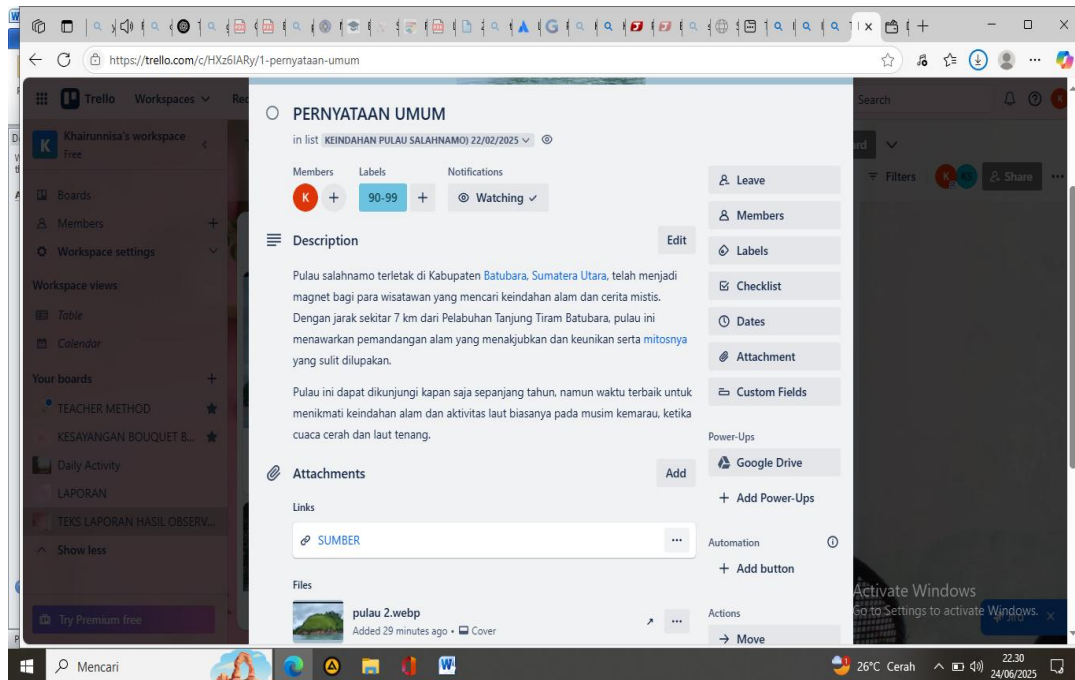 https://trello.com/c/HXz6IARy/1-pernyataan-umum
Trello
Workspaces
Rec
Search
Khairunnisa's workspace
Free
K
Boards
Members
Workspace settings
Workspace views
Table
Calendar
Your boards
TEACHER METHOD
KESAYANGAN BOUQUET B...
Daily Activity
LAPORAN
TEKS LAPORAN HASIL OBSERV...
Show less
Try Premium free
Filters
Share
PERNYATAAN UMUM
in list KEINDAHAN PULAU SALAHNAMO) 22/02/2025
Members Labels Notifications
K + 90-99 + Watching
Description Edit
Pulau salahnamo terletak di Kabupaten Batubara, Sumatera Utara, telah menjadi
magnet bagi para wisatawan yang mencari keindahan alam dan cerita mistis.
Dengan jarak sekitar 7 km dari Pelabuhan Tanjung Tiram Batubara, pulau ini
menawarkan pemandangan alam yang menakjubkan dan keunikan serta mitosnya
yang sulit dilupakan.
Pulau ini dapat dikunjungi kapan saja sepanjang tahun, namun waktu terbaik untuk
menikmati keindahan alam dan aktivitas laut biasanya pada musim kemarau, ketika
cuaca cerah dan laut tenang.
Attachments Add
Links
SUMBER
Files
pulau 2.webp
Added 29 minutes ago • Cover
Leave
Members
Labels
Checklist
Dates
Attachment
Custom Fields
Power-Ups
Google Drive
+ Add Power-Ups
Automation
+ Add button
Actions
Move
Activate Windows
Go to Settings to activate Windows.
Mencari
26°C Cerah
22.30
24/06/2025